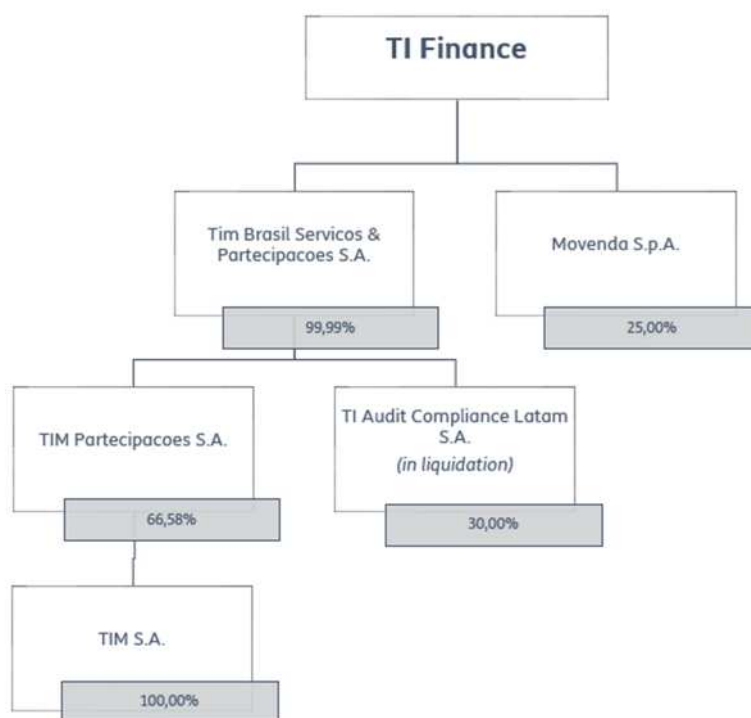 TI Finance
Tim Brasil Servicos &
Partecipacoes S.A.
99,99%
Movenda S.p.A.
25,00%
TIM Partecipacoes S.A.
66,58%
TI Audit Compliance Latam
S.A.
(in liquidation)
30,00%
TIM S.A.
100,00%